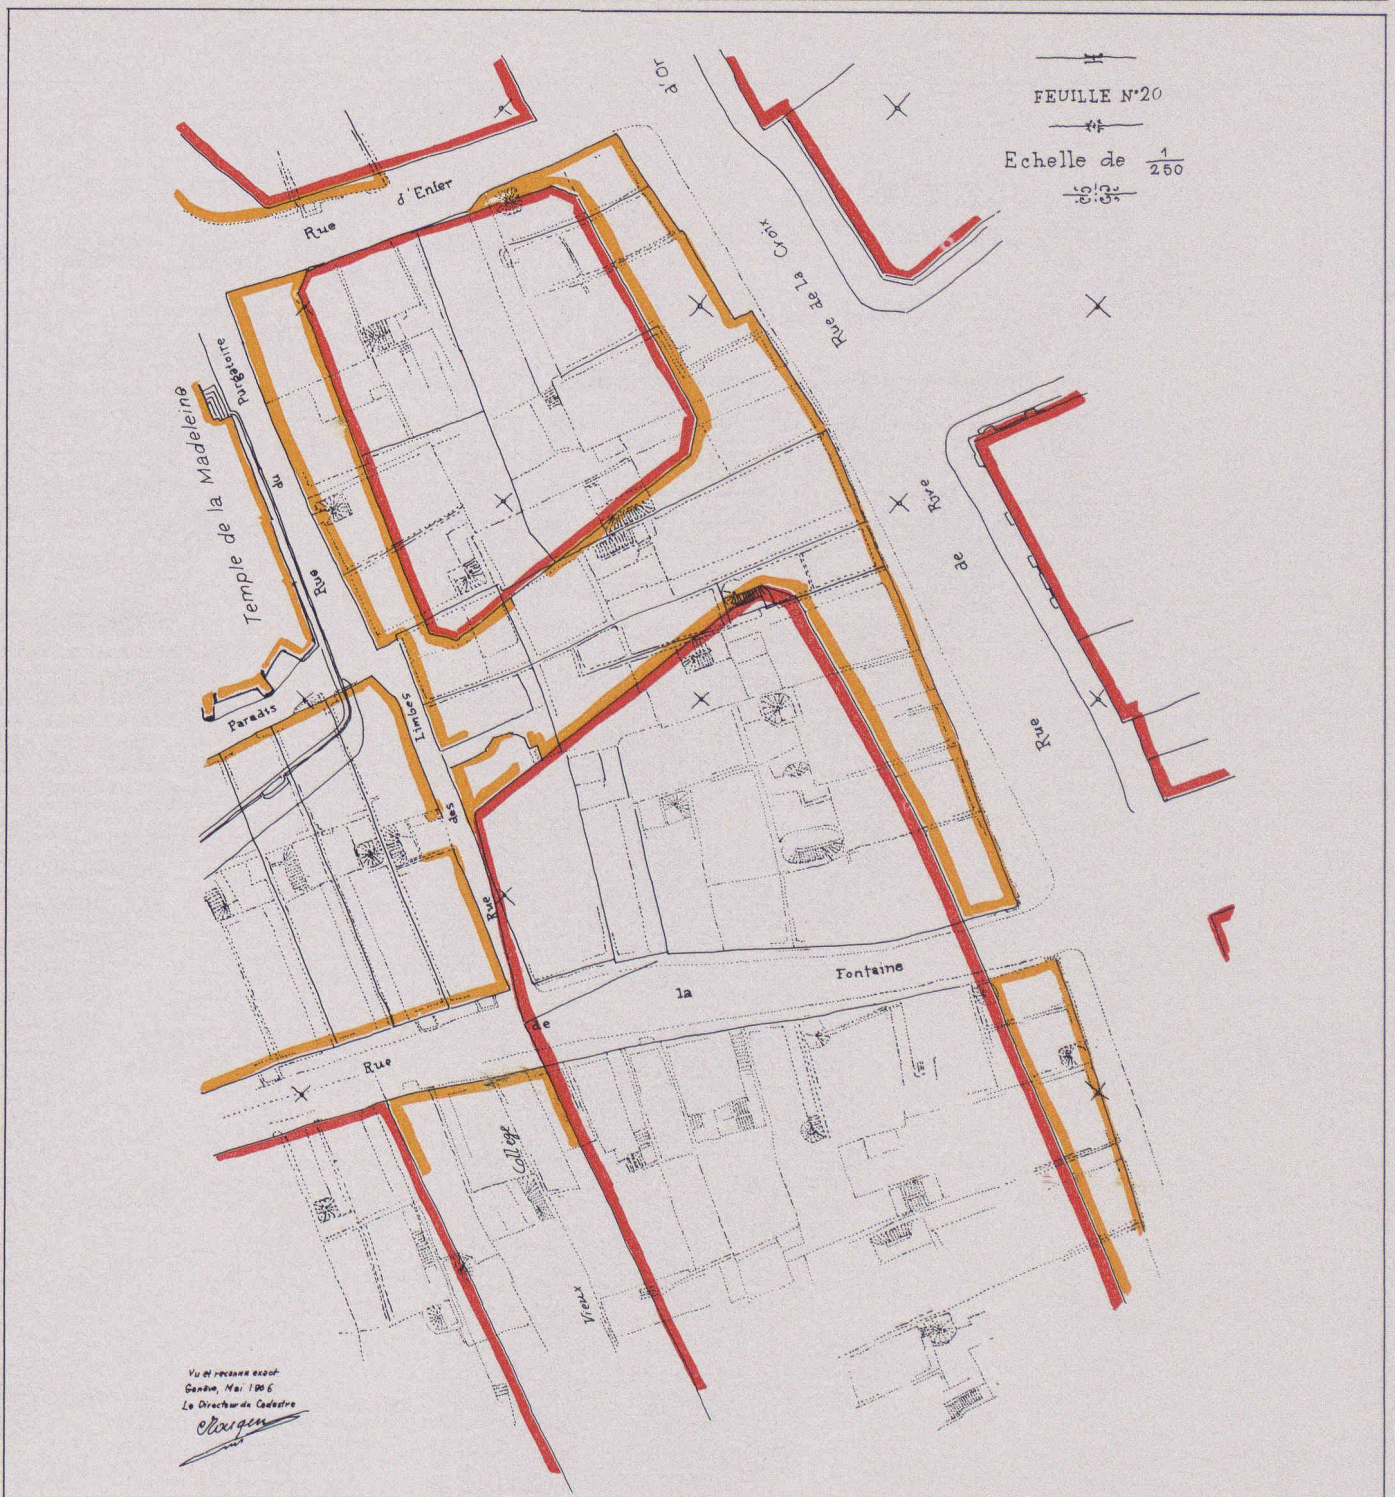 FEUILLE N°20
Echelle de 1/250
d'Or
Rue d'Enfer
Rue de La Croix
Purgatoire
du
Rue
Temple de la Madeleine
Rue de Rive
Paradis
Limbes
des
Rue
Fontaine
la
de
Rue
Collège
Vieux
Vu et reconnu exact
Genève, Mai 1906
Le Directeur du Cadastre